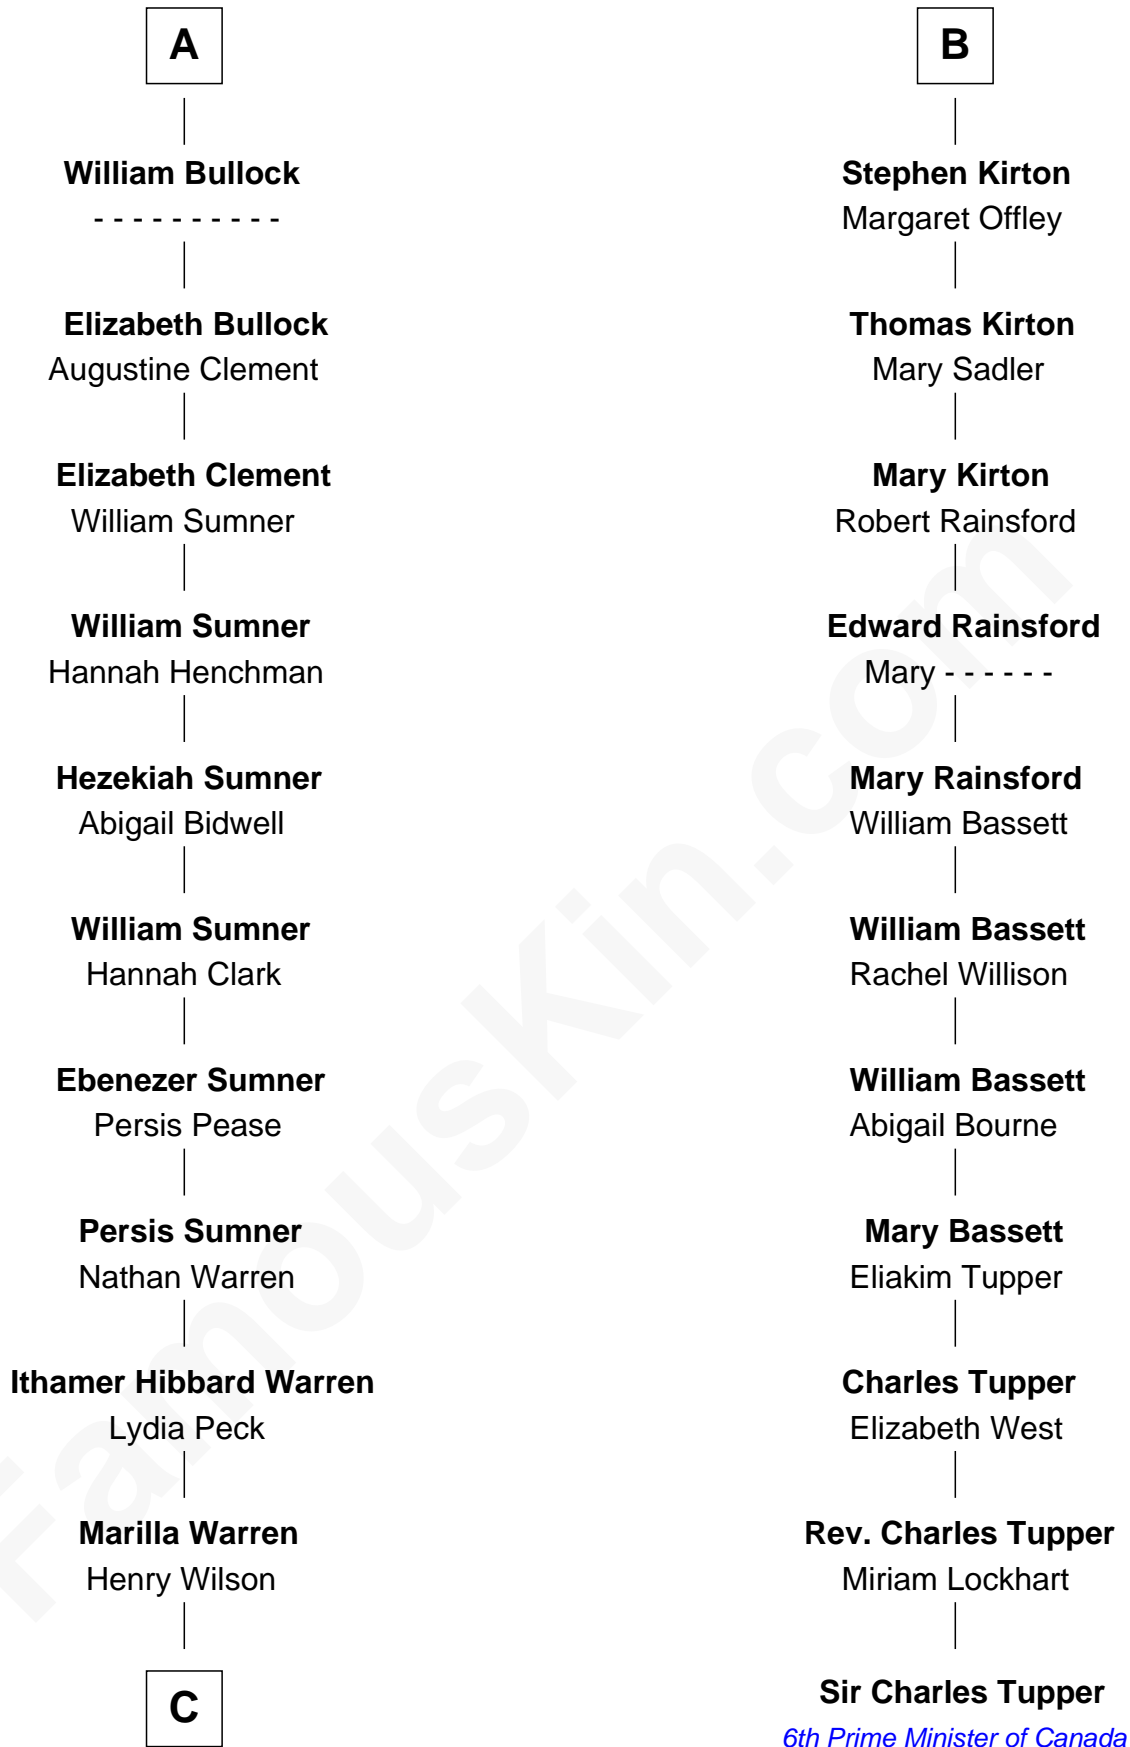 A
William Bullock
- - - - - - - - - -
Elizabeth Bullock
Augustine Clement
Elizabeth Clement
William Sumner
William Sumner
Hannah Henchman
Hezekiah Sumner
Abigail Bidwell
William Sumner
Hannah Clark
Ebenezer Sumner
Persis Pease
Persis Sumner
Nathan Warren
Ithamer Hibbard Warren
Lydia Peck
Marilla Warren
Henry Wilson
C
B
Stephen Kirton
Margaret Offley
Thomas Kirton
Mary Sadler
Mary Kirton
Robert Rainsford
Edward Rainsford
Mary - - - - - -
Mary Rainsford
William Bassett
William Bassett
Rachel Willison
William Bassett
Abigail Bourne
Mary Bassett
Eliakim Tupper
Charles Tupper
Elizabeth West
Rev. Charles Tupper
Miriam Lockhart
Sir Charles Tupper
6th Prime Minister of Canada
FamousKin.com